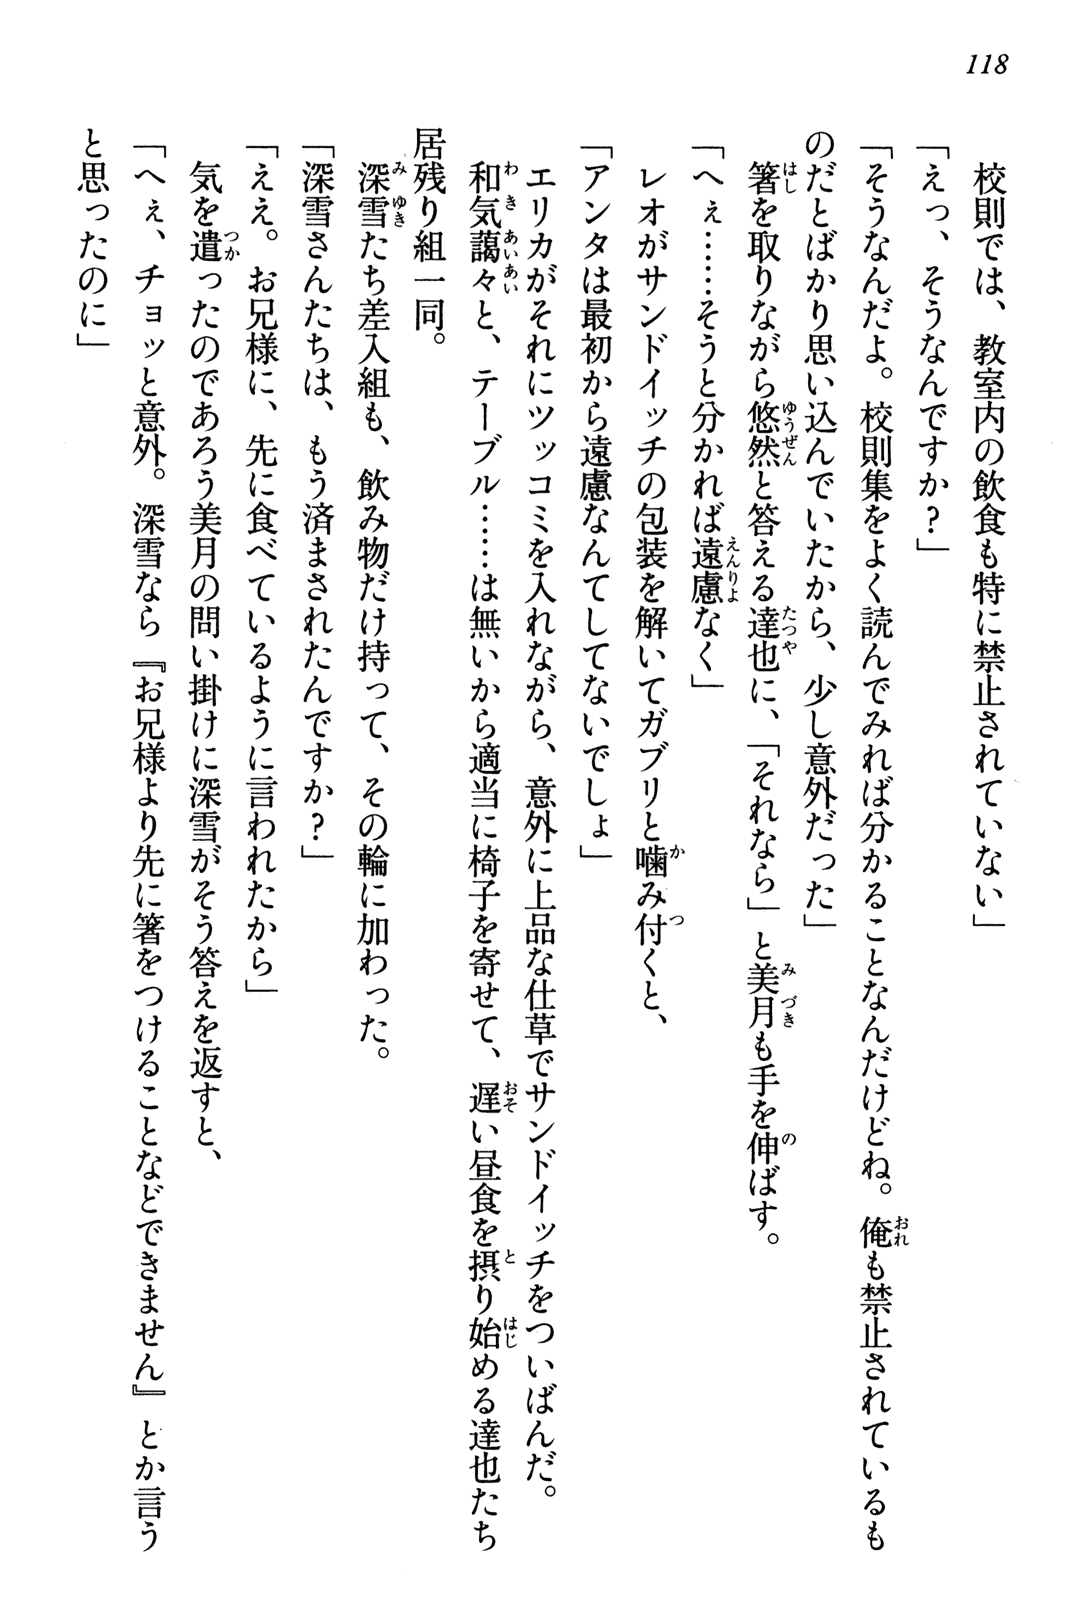 118
校則では、教室内の飲食も特に禁止されていない」
「えっ、そうなんですか？」
「そうなんだよ。校則集をよく読んでみれば分かることなんだけどね。俺も禁止されているも
のだとばかり思い込んでいたから、少し意外だった」
箸を取りながら悠然と答える達也に、「それなら」と美月も手を伸ばす。
「へぇ……そうと分かれば遠慮なく」
レオがサンドイッチの包装を解いてガブリと噛み付くと、
「アンタは最初から遠慮なんてしてないでしょ」
エリカがそれにツッコミを入れながら、意外に上品な仕草でサンドイッチをついばんだ。
和気藹々と、テーブル……は無いから適当に椅子を寄せて、遅い昼食を摂り始める達也たち
居残り組一同。
深雪たち差入組も、飲み物だけ持って、その輪に加わった。
「深雪さんたちは、もう済まされたんですか？」
「ええ。お兄様に、先に食べているように言われたから」
気を遣ったのであろう美月の問い掛けに深雪がそう答えを返すと、
「へぇ、チョッと意外。深雪なら『お兄様より先に箸をつけることなどできません』とか言う
と思ったのに」